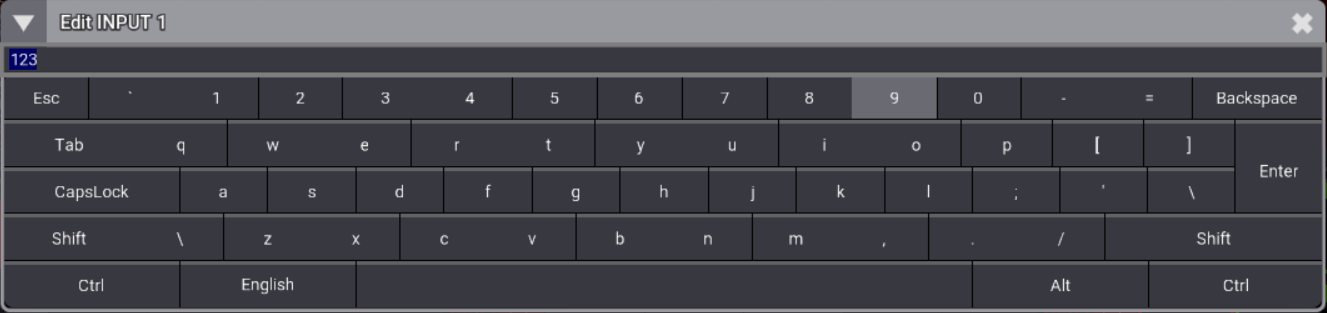 Edit INPUT 1
123
Esc ` 1 2 3 4 5 6 7 8 9 0 - = Backspace
Tab q w e r t y u i o p [ ]
Enter
CapsLock a s d f g h j k l ; ' \
Shift \ z x c v b n m , . / Shift
Ctrl English Alt Ctrl